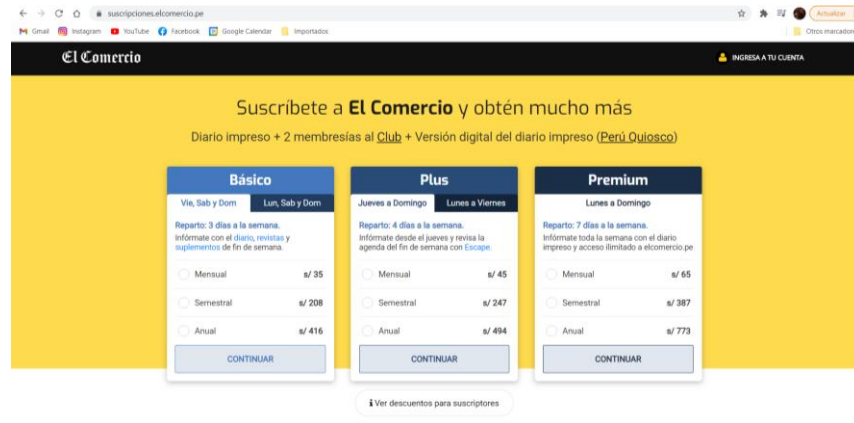 suscripciones.elcomercio.pe
Actualizar
Gmail Instagram YouTube Facebook Google Calendar Importados
Otros marcadores
El Comercio
INGRESA A TU CUENTA
Suscríbete a El Comercio y obtén mucho más
Diario impreso + 2 membresías al Club + Versión digital del diario impreso (Perú Quiosco)
Básico
Vie, Sab y Dom Lun, Sab y Dom
Reparto: 3 días a la semana.
Infórmate con el diario, revistas y
suplementos de fin de semana.
Mensual s/ 35
Semestral s/ 208
Anual s/ 416
CONTINUAR
Plus
Jueves a Domingo Lunes a Viernes
Reparto: 4 días a la semana.
Infórmate desde el jueves y revisa la
agenda del fin de semana con Escape.
Mensual s/ 45
Semestral s/ 247
Anual s/ 494
CONTINUAR
Premium
Lunes a Domingo
Reparto: 7 días a la semana.
Infórmate toda la semana con el diario
impreso y acceso ilimitado a elcomercio.pe
Mensual s/ 65
Semestral s/ 387
Anual s/ 773
CONTINUAR
Ver descuentos para suscriptores